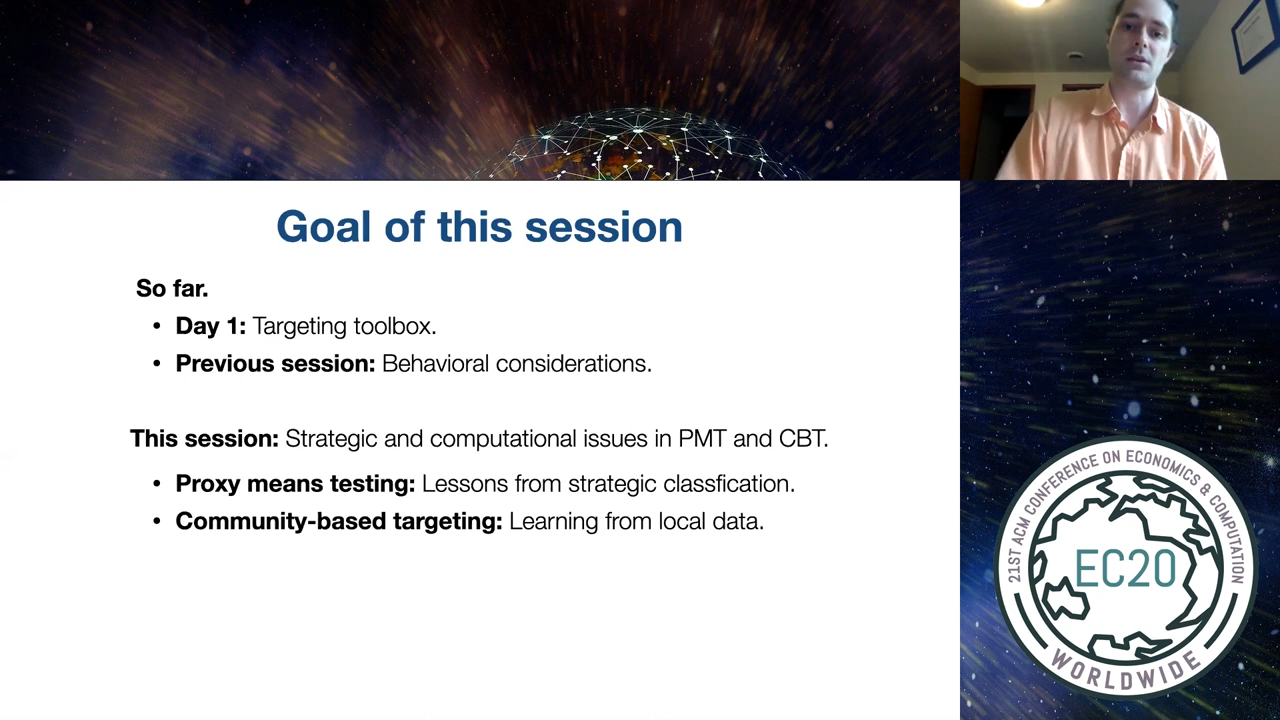 Goal of this session
So far.
• Day 1: Targeting toolbox.
• Previous session: Behavioral considerations.
This session: Strategic and computational issues in PMT and CBT.
• Proxy means testing: Lessons from strategic classfication.
• Community-based targeting: Learning from local data.
21ST ACM CONFERENCE ON ECONOMICS & COMPUTATION
EC20
WORLDWIDE